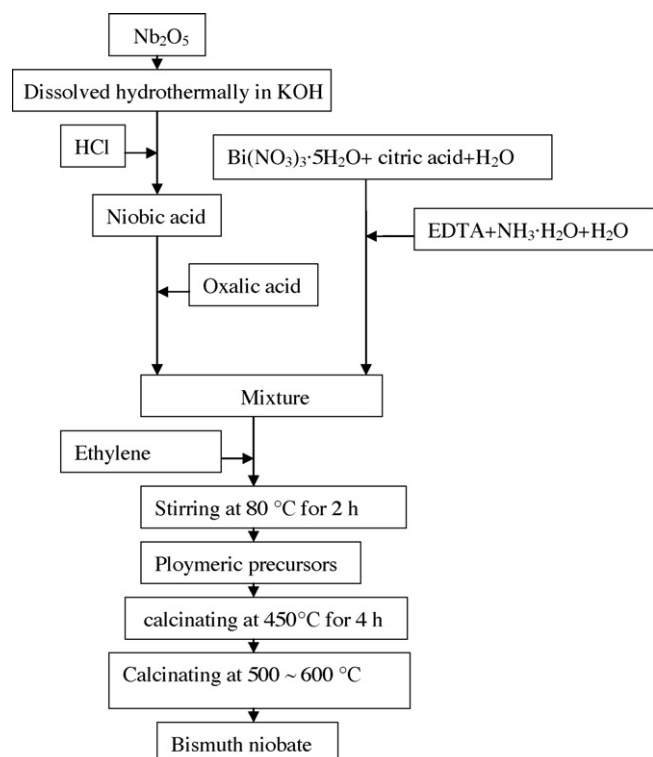 Nb₂O₅
Dissolved hydrothermally in KOH
HCl
Bi(NO₃)₃·5H₂O+ citric acid+H₂O
Niobic acid
EDTA+NH₃·H₂O+H₂O
Oxalic acid
Mixture
Ethylene
Stirring at 80 °C for 2 h
Ploymeric precursors
calcinating at 450°C for 4 h
Calcinating at 500 ~ 600 °C
Bismuth niobate